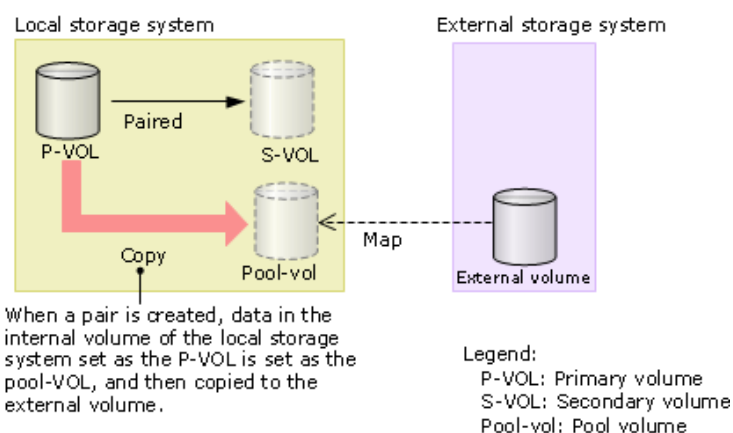 Local storage system
External storage system
Paired
P-VOL
S-VOL
Map
Copy
Pool-vol
External volume
When a pair is created, data in the
internal volume of the local storage
system set as the P-VOL is set as the
pool-VOL, and then copied to the
external volume.
Legend:
P-VOL: Primary volume
S-VOL: Secondary volume
Pool-vol: Pool volume